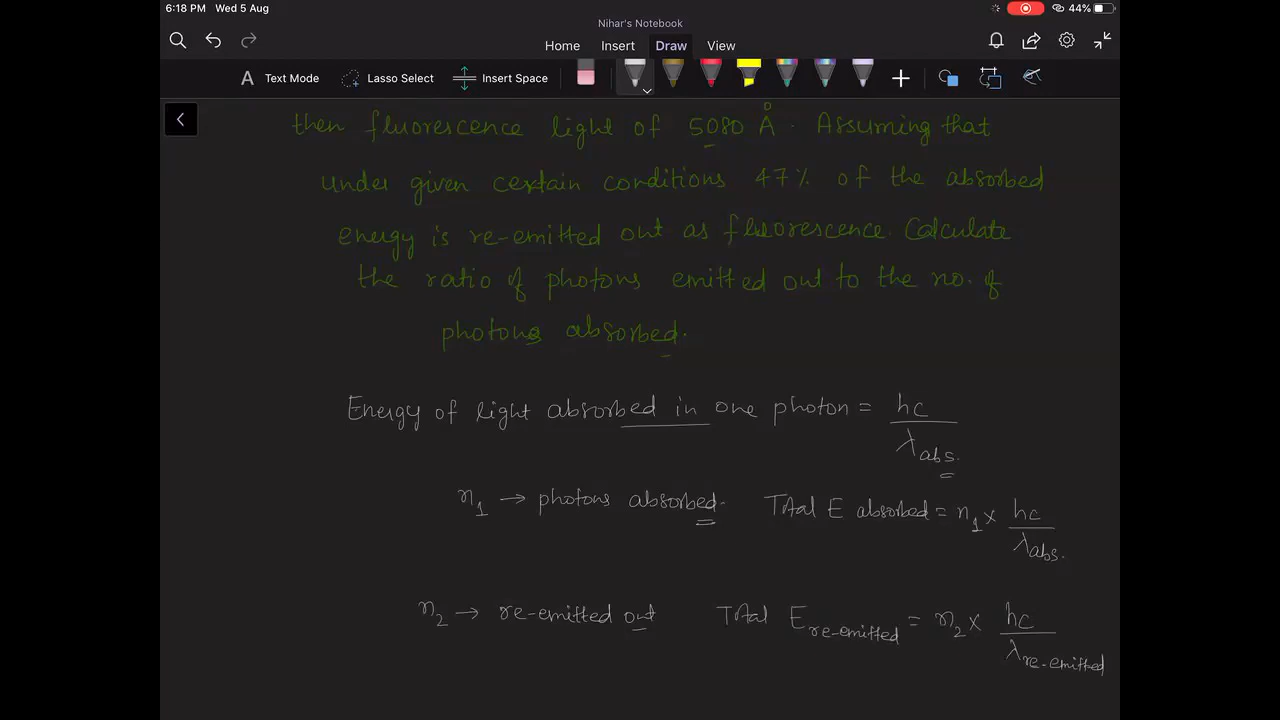 6:18 PM Wed 5 Aug 44%
Nihar's Notebook
Home Insert Draw View
A Text Mode Lasso Select Insert Space
then fluorescence light of 5080 Å. Assuming that
under given certain conditions 47% of the absorbed
energy is re-emitted out as fluorescence. Calculate
the ratio of photons emitted out to the no. of
photons absorbed.
Energy of light absorbed in one photon = hc / λabs.
n1 → photons absorbed. Total E absorbed = n1 × hc / λabs.
n2 → re-emitted out Total E re-emitted = n2 × hc / λre-emitted